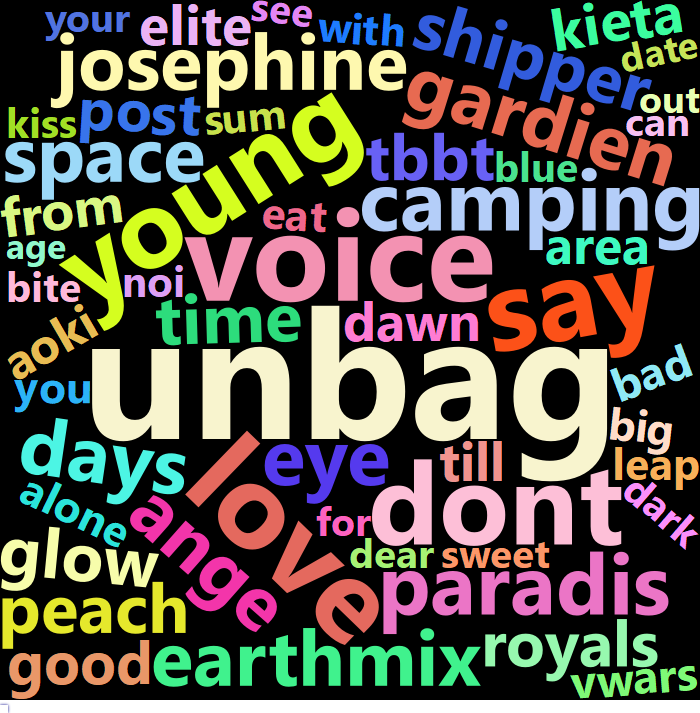 your
elite
see
with
shipper
kieta
date
josephine
gardien
out
can
kiss
post
sum
young
space
tbbt
blue
from
eat
camping
area
age
voice
bite
noi
say
time
dawn
aoki
unbag
bad
you
big
days
love
eye
till
leap
alone
ange
for
dont
dark
glow
dear
sweet
paradis
peach
good
earthmix
royals
vwars